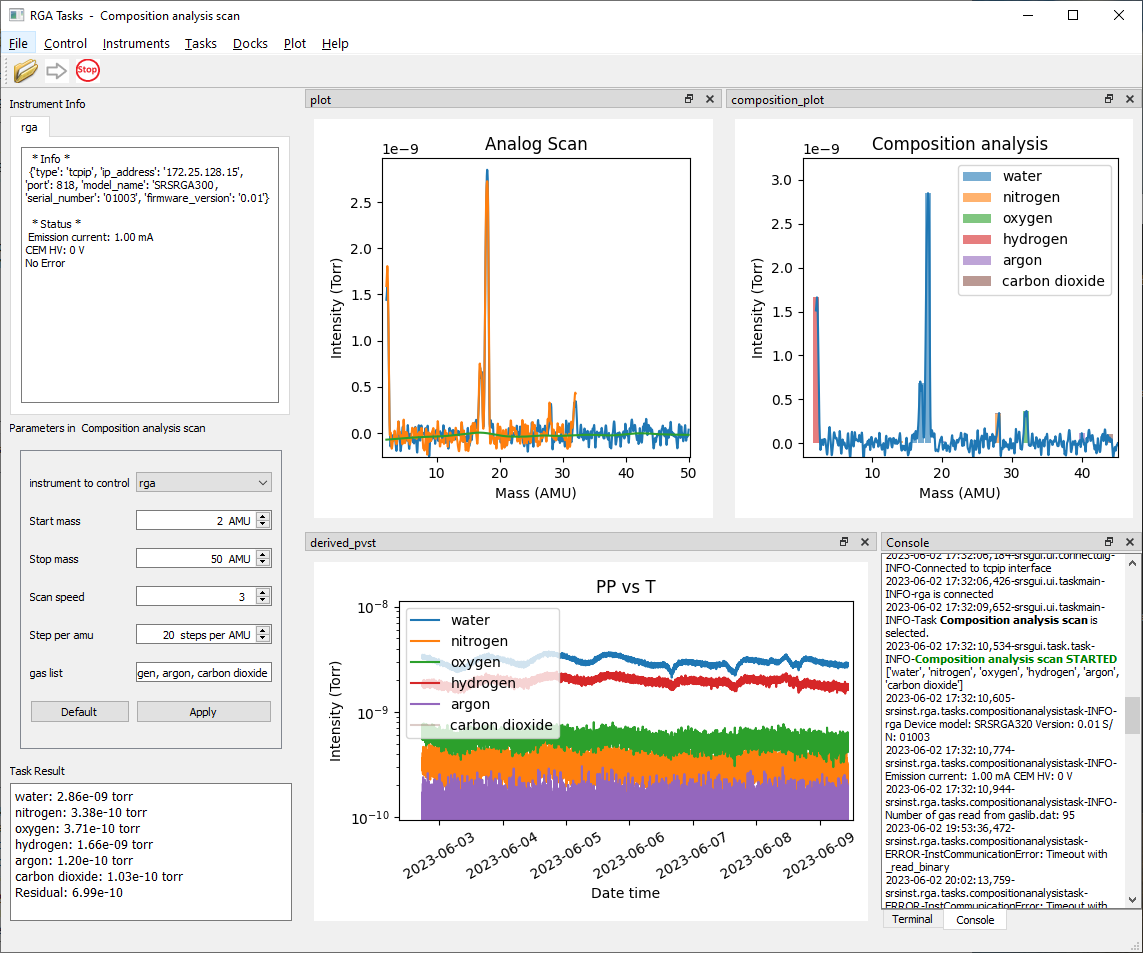 RGA Tasks - Composition analysis scan
File Control Instruments Tasks Docks Plot Help
Stop
Instrument Info
rga
* Info *
{'type': 'tcpip', 'ip_address': '172.25.128.15',
'port': 818, 'model_name': 'SRSRGA300',
'serial_number': '01003', 'firmware_version': '0.01'}
* Status *
Emission current: 1.00 mA
CEM HV: 0 V
No Error
Parameters in Composition analysis scan
instrument to control rga
Start mass 2 AMU
Stop mass 50 AMU
Scan speed 3
Step per amu 20 steps per AMU
gas list gen, argon, carbon dioxide
Default Apply
Task Result
water: 2.86e-09 torr
nitrogen: 3.38e-10 torr
oxygen: 3.71e-10 torr
hydrogen: 1.66e-09 torr
argon: 1.20e-10 torr
carbon dioxide: 1.03e-10 torr
Residual: 6.99e-10
plot
Analog Scan
1e−9
2.5
2.0
1.5
1.0
0.5
0.0
Intensity (Torr)
10 20 30 40 50
Mass (AMU)
composition_plot
Composition analysis
1e−9
3.0
2.5
2.0
1.5
1.0
0.5
0.0
Intensity (Torr)
water
nitrogen
oxygen
hydrogen
argon
carbon dioxide
10 20 30 40
Mass (AMU)
derived_pvst
PP vs T
10−8
10−9
10−10
Intensity (Torr)
water
nitrogen
oxygen
hydrogen
argon
carbon dioxide
2023-06-03 2023-06-04 2023-06-05 2023-06-06 2023-06-07 2023-06-08 2023-06-09
Date time
Console
2023-06-02 17:32:06,184-srsgui.ui.connectdlg-
INFO-Connected to tcpip interface
2023-06-02 17:32:06,426-srsgui.ui.taskmain-
INFO-rga is connected
2023-06-02 17:32:09,652-srsgui.ui.taskmain-
INFO-Task Composition analysis scan is
selected.
2023-06-02 17:32:10,534-srsgui.task.task-
INFO-Composition analysis scan STARTED
['water', 'nitrogen', 'oxygen', 'hydrogen', 'argon',
'carbon dioxide']
2023-06-02 17:32:10,605-
srsinst.rga.tasks.compositionanalysistask-INFO-
rga Device model: SRSRGA320 Version: 0.01 S/
N: 01003
2023-06-02 17:32:10,774-
srsinst.rga.tasks.compositionanalysistask-INFO-
Emission current: 1.00 mA CEM HV: 0 V
2023-06-02 17:32:10,944-
srsinst.rga.tasks.compositionanalysistask-INFO-
Number of gas read from gaslib.dat: 95
2023-06-02 19:53:36,472-
srsinst.rga.tasks.compositionanalysistask-
ERROR-InstCommunicationError: Timeout with
_read_binary
2023-06-02 20:02:13,759-
srsinst.rga.tasks.compositionanalysistask-
ERROR-InstCommunicationError: Timeout with
Terminal Console